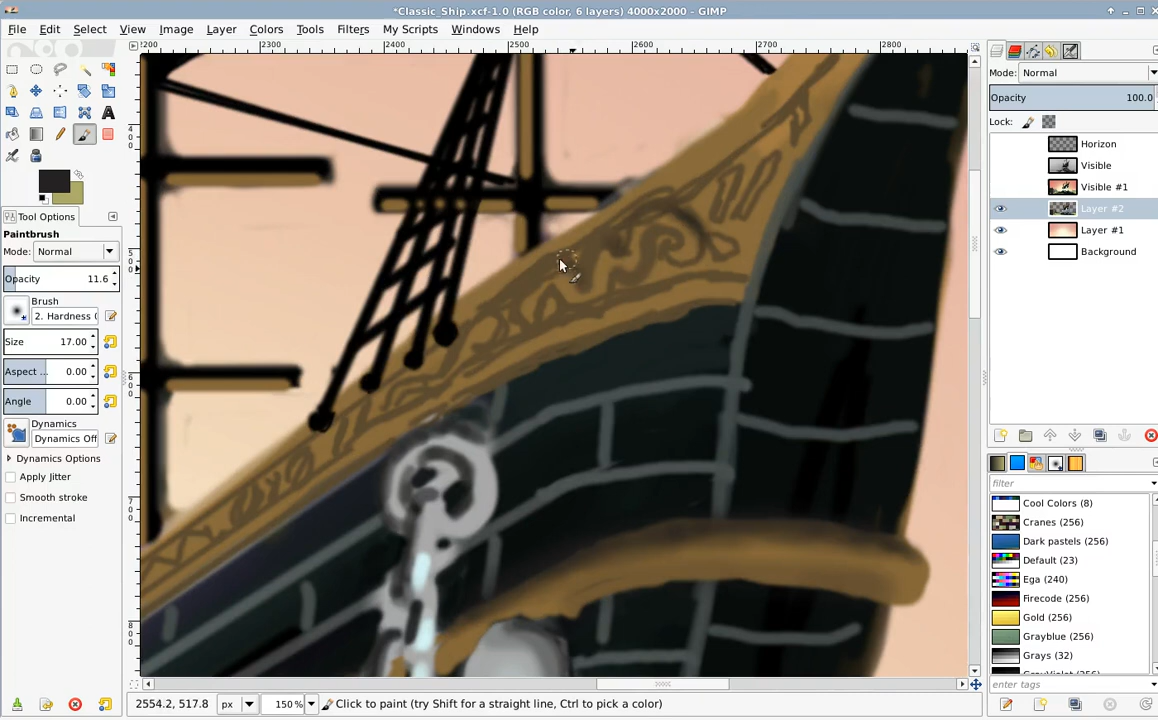 *Classic_Ship.xcf-1.0 (RGB color, 6 layers) 4000x2000 – GIMP
File Edit Select View Image Layer Colors Tools Filters My Scripts Windows Help
2300 2400 2500 2600 2700 2800
Mode: Normal
Opacity 100.0
Lock:
Horizon
Visible
Visible #1
Layer #2
Layer #1
Background
Tool Options
Paintbrush
Mode: Normal
Opacity 11.6
Brush
2. Hardness 0
Size 17.00
Aspect ... 0.00
Angle 0.00
Dynamics
Dynamics Off
Dynamics Options
Apply Jitter
Smooth stroke
Incremental
filter
Cool Colors (8)
Cranes (256)
Dark pastels (256)
Default (23)
Ega (240)
Firecode (256)
Gold (256)
Grayblue (256)
Grays (32)
enter tags
2554.2, 517.8 px 150 % Click to paint (try Shift for a straight line, Ctrl to pick a color)